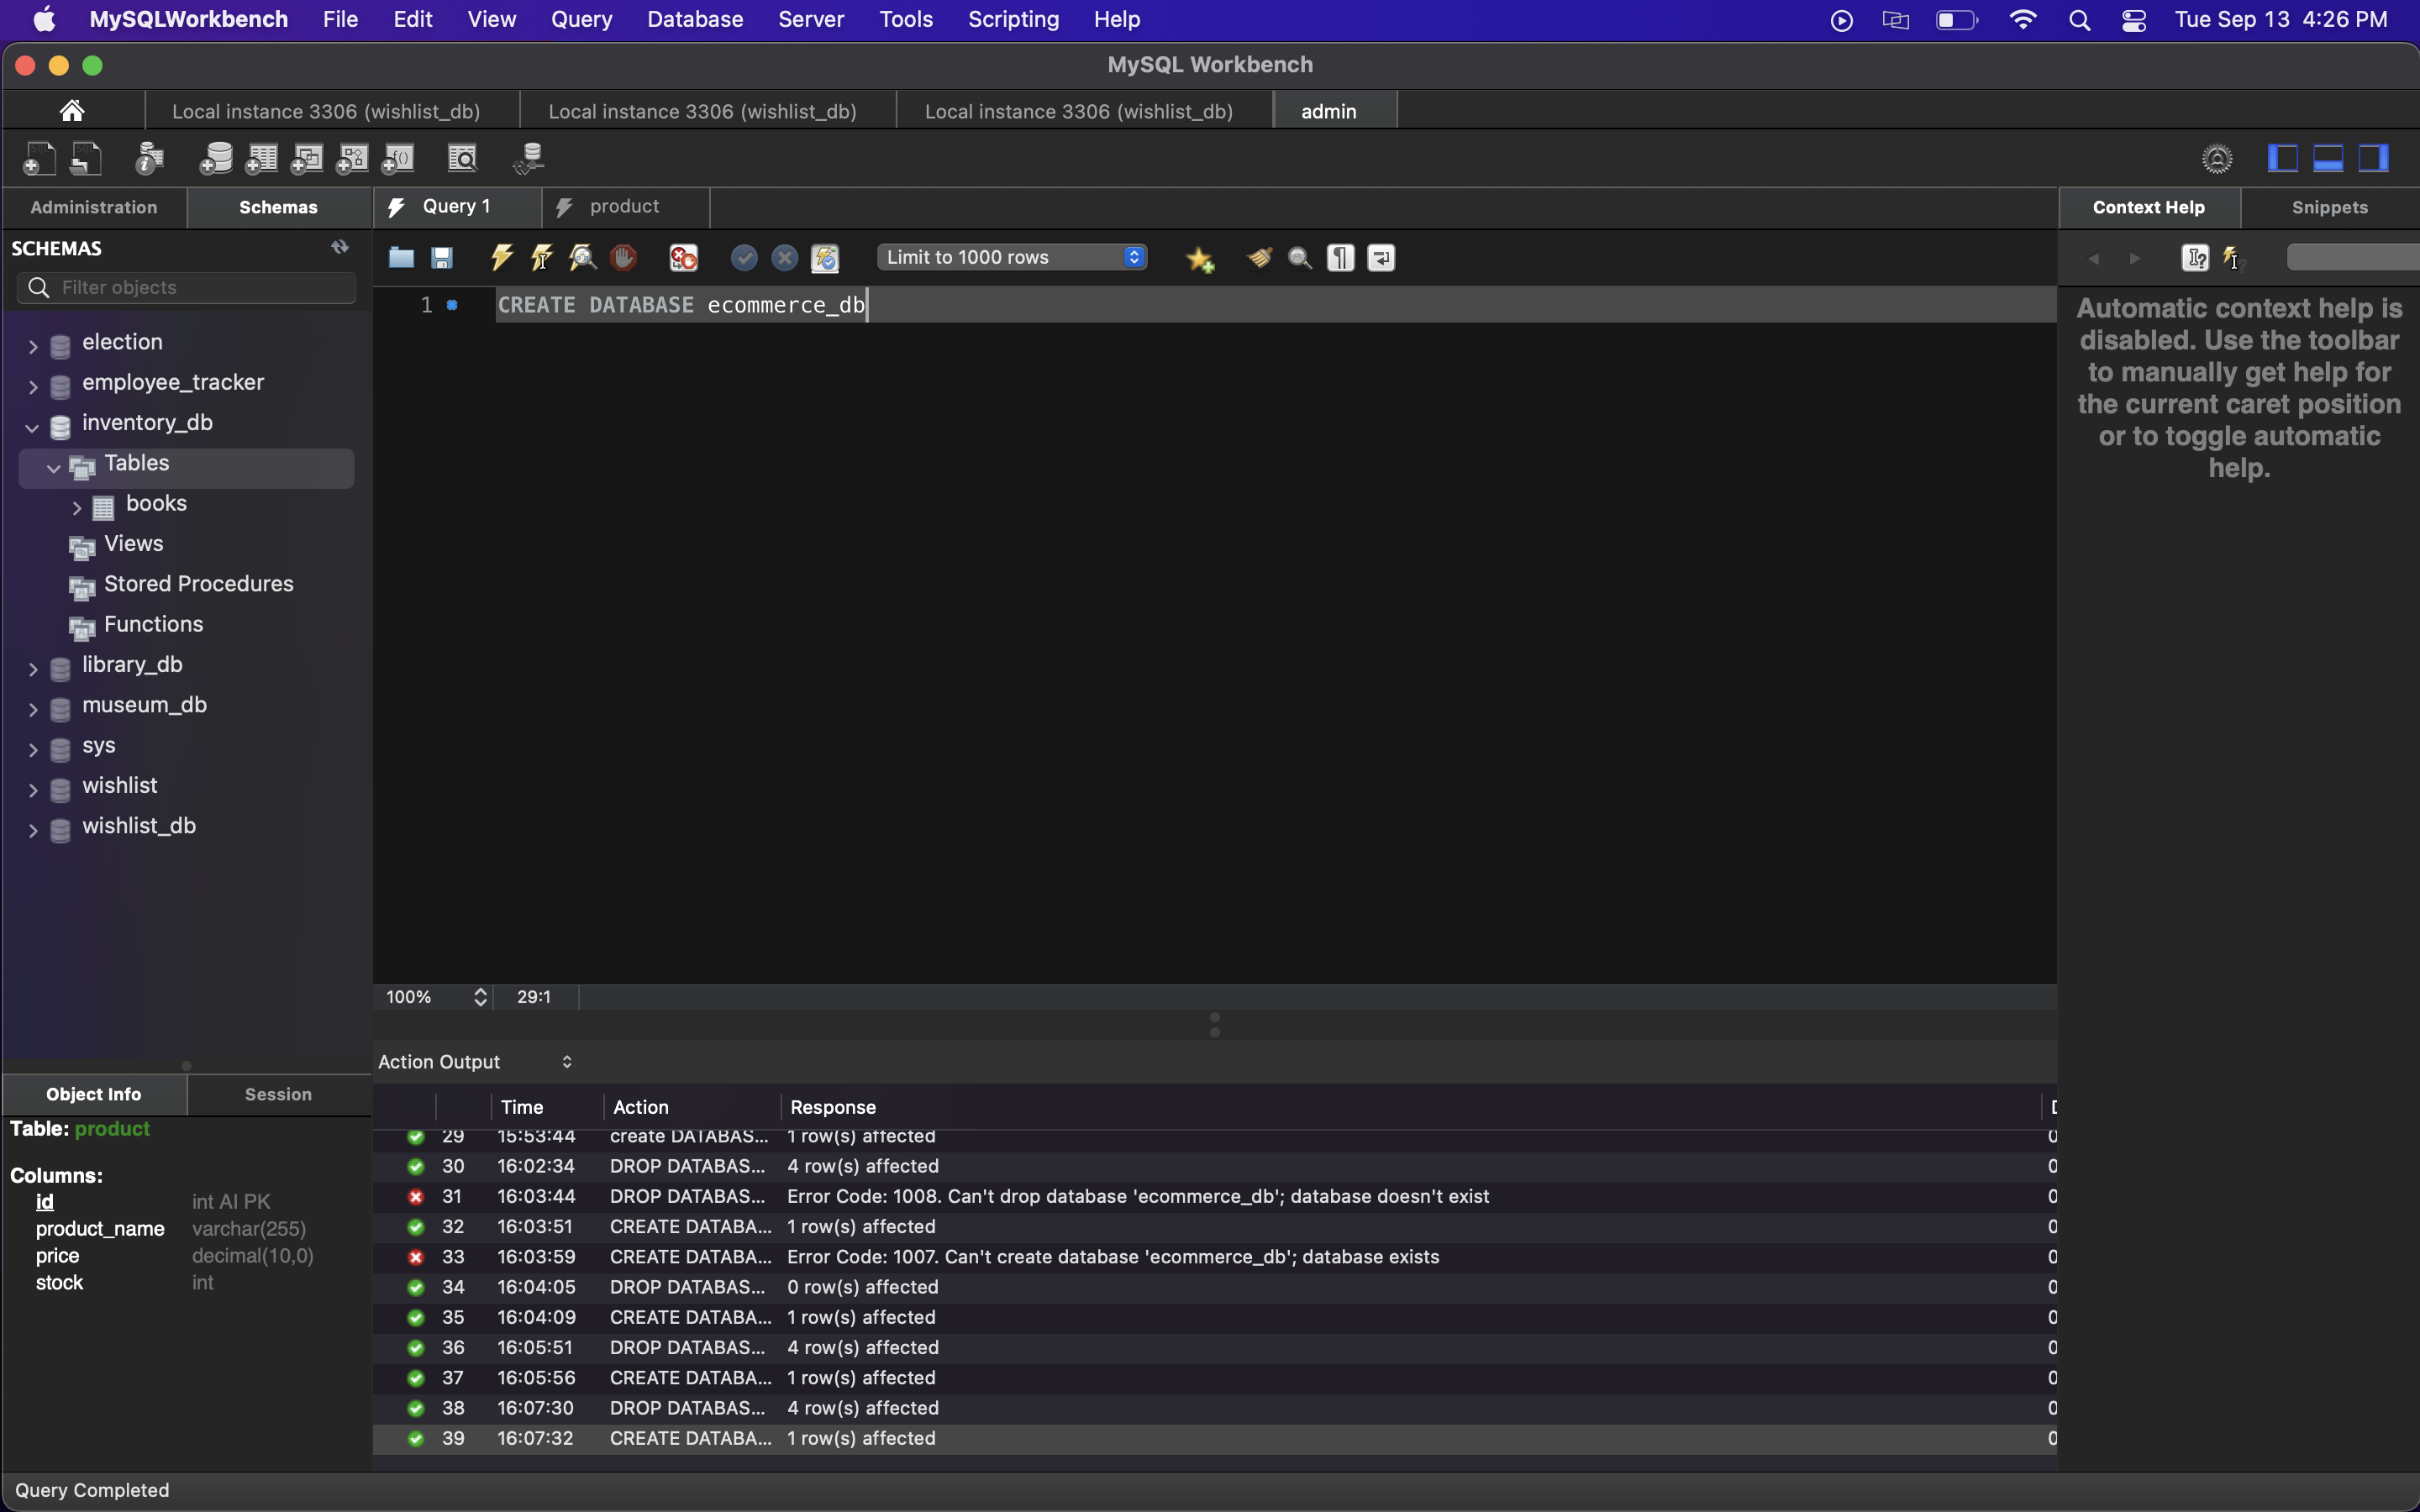 MySQLWorkbench File Edit View Query Database Server Tools Scripting Help Tue Sep 13 4:26 PM
MySQL Workbench
Local instance 3306 (wishlist_db) Local instance 3306 (wishlist_db) Local instance 3306 (wishlist_db) admin
Administration Schemas Query 1 product Context Help Snippets
SCHEMAS
Limit to 1000 rows
Filter objects
1 CREATE DATABASE ecommerce_db
Automatic context help is
disabled. Use the toolbar
to manually get help for
the current caret position
or to toggle automatic
help.
election
employee_tracker
inventory_db
Tables
books
Views
Stored Procedures
Functions
library_db
museum_db
sys
wishlist
wishlist_db
100% 29:1
Action Output
Object Info Session
Table: product
Columns:
id int AI PK
product_name varchar(255)
price decimal(10,0)
stock int
Time Action Response
29 15:53:44 create DATABAS... 1 row(s) affected 0
30 16:02:34 DROP DATABAS... 4 row(s) affected 0
31 16:03:44 DROP DATABAS... Error Code: 1008. Can't drop database 'ecommerce_db'; database doesn't exist 0
32 16:03:51 CREATE DATABA... 1 row(s) affected 0
33 16:03:59 CREATE DATABA... Error Code: 1007. Can't create database 'ecommerce_db'; database exists 0
34 16:04:05 DROP DATABAS... 0 row(s) affected 0
35 16:04:09 CREATE DATABA... 1 row(s) affected 0
36 16:05:51 DROP DATABAS... 4 row(s) affected 0
37 16:05:56 CREATE DATABA... 1 row(s) affected 0
38 16:07:30 DROP DATABAS... 4 row(s) affected 0
39 16:07:32 CREATE DATABA... 1 row(s) affected 0
Query Completed